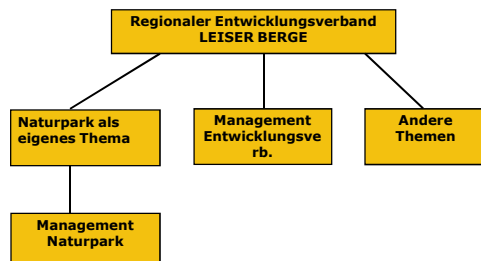 Regionaler Entwicklungsverband
LEISER BERGE
Naturpark als
eigenes Thema
Management
Entwicklungsve
rb.
Andere
Themen
Management
Naturpark